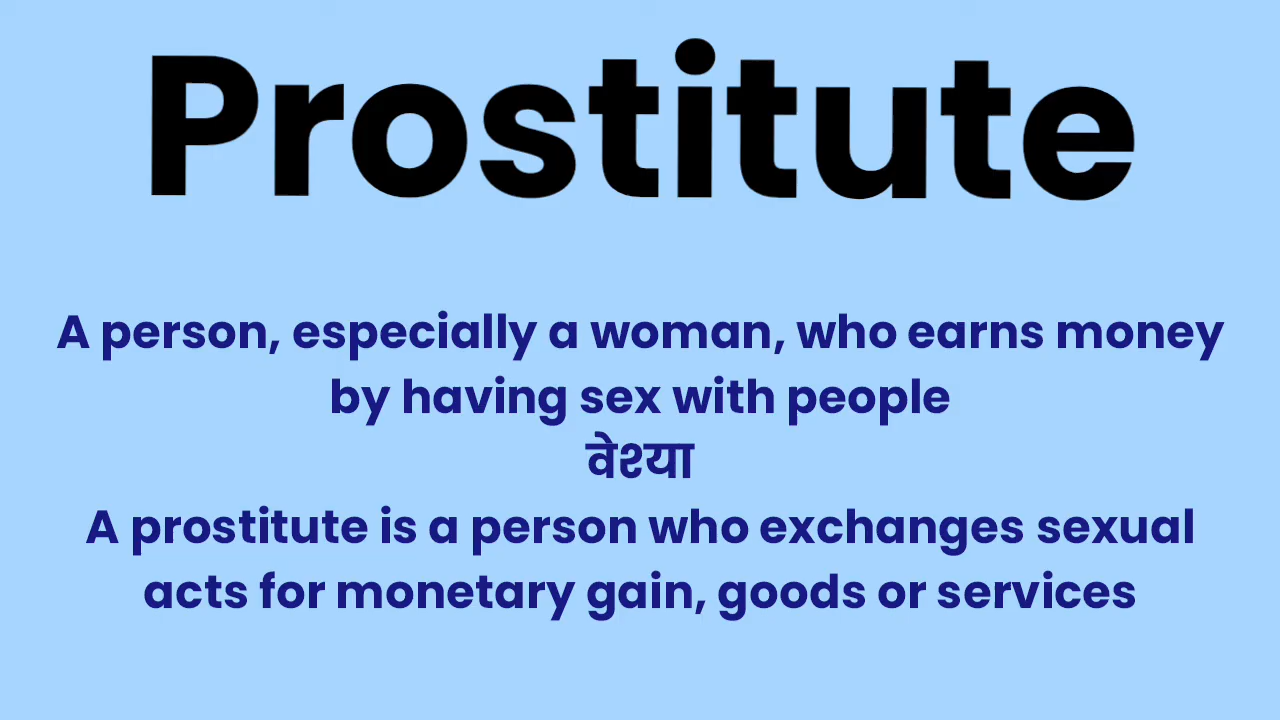 Prostitute
A person, especially a woman, who earns money
by having sex with people
वेश्या
A prostitute is a person who exchanges sexual
acts for monetary gain, goods or services